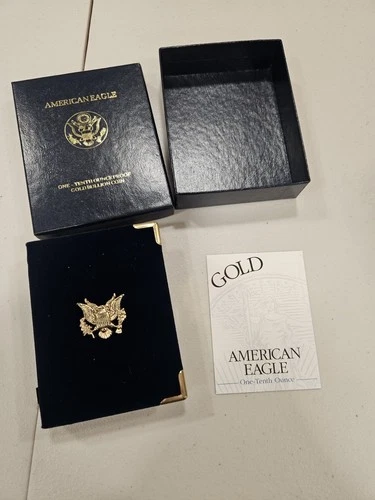 AMERICAN EAGLE
ONE-TENTH OUNCE PROOF
GOLD BULLION COIN
GOLD
AMERICAN
EAGLE
One-Tenth Ounce